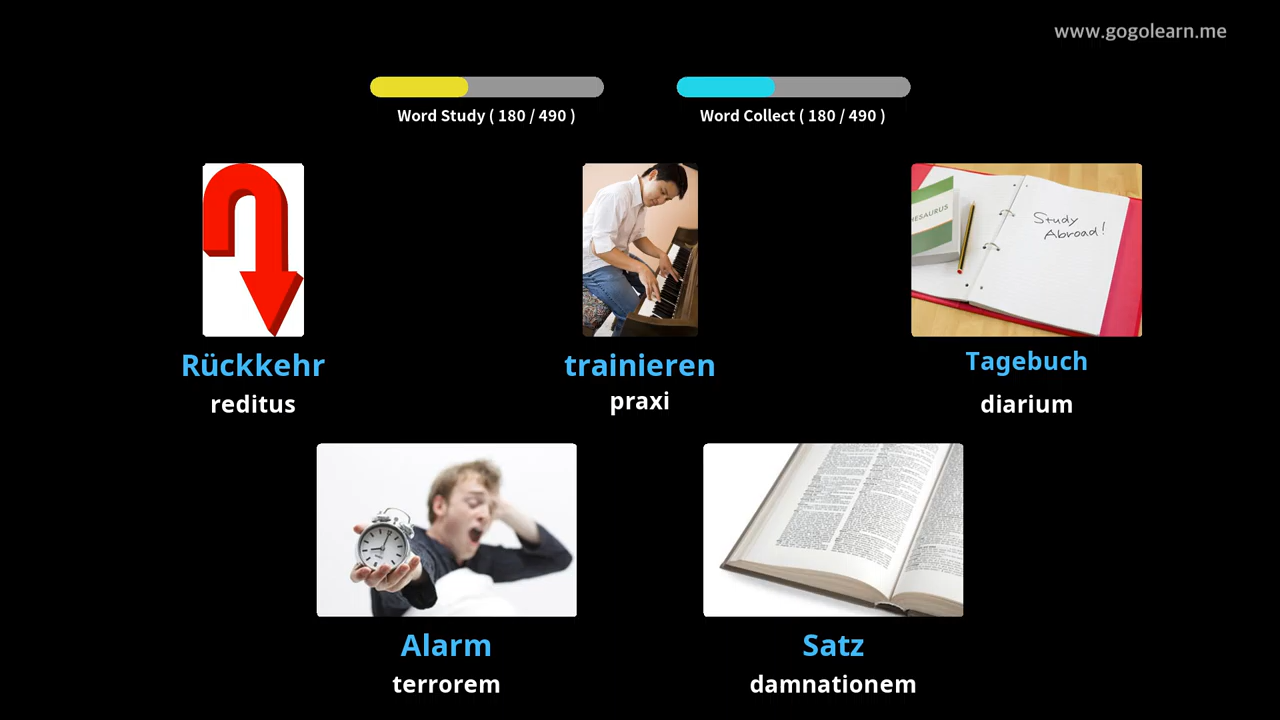 www.gogolearn.me
Word Study ( 180 / 490 )
Word Collect ( 180 / 490 )
ESAURUS
Study
Abroad!
Rückkehr
trainieren
Tagebuch
reditus
praxi
diarium
Alarm
Satz
terrorem
damnationem